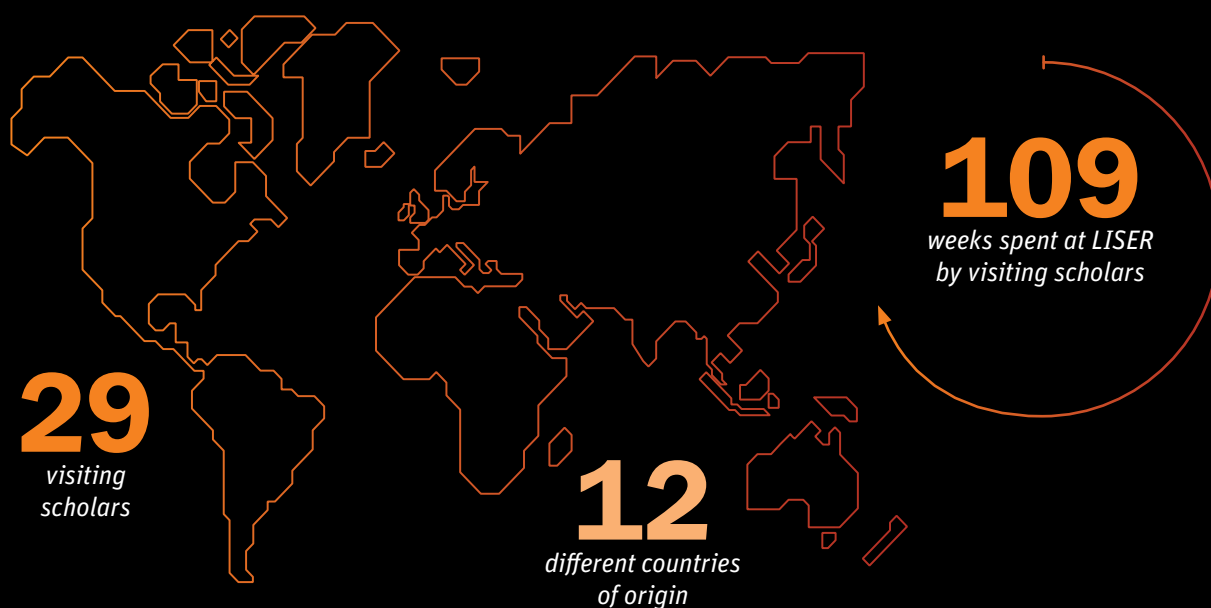 109
weeks spent at LISER
by visiting scholars
29
visiting
scholars
12
different countries
of origin